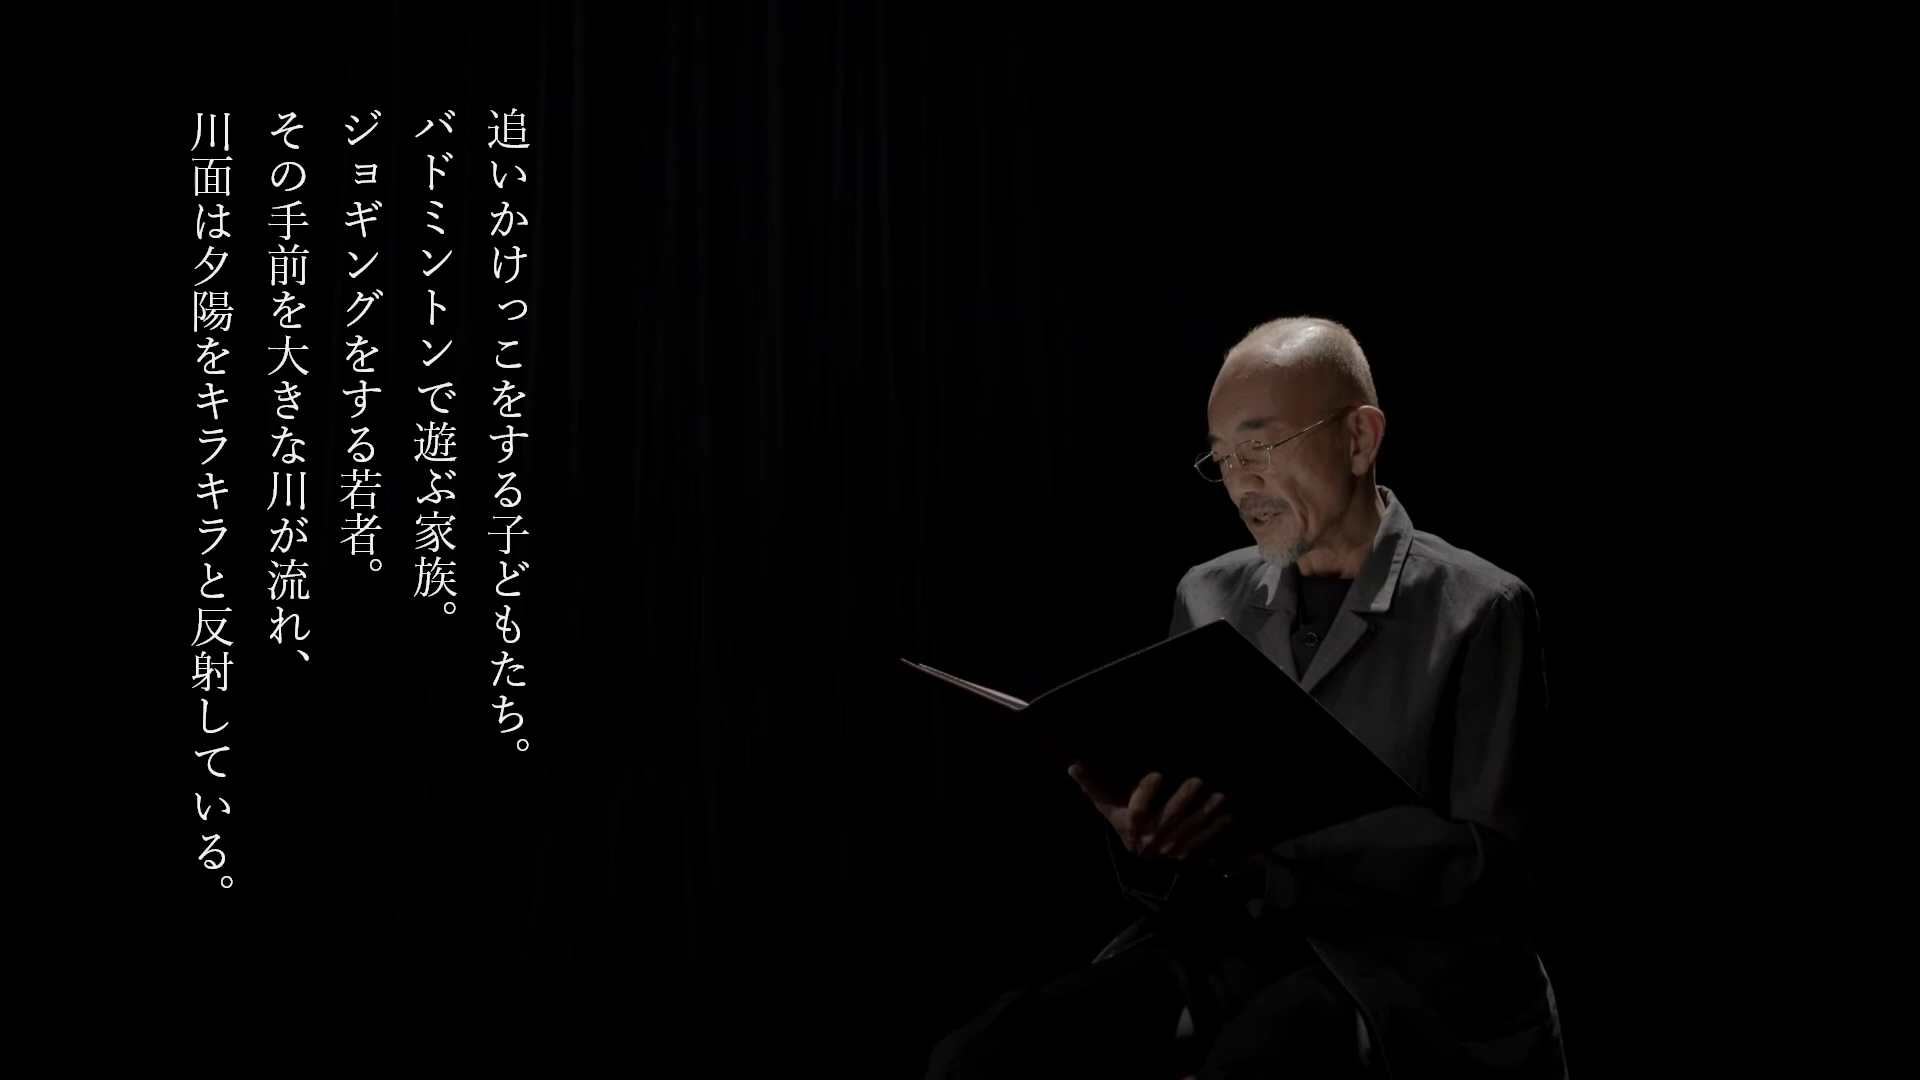 追いかけっこをする子どもたち。
バドミントンで遊ぶ家族。
ジョギングをする若者。
その手前を大きな川が流れ、
川面は夕陽をキラキラと反射している。